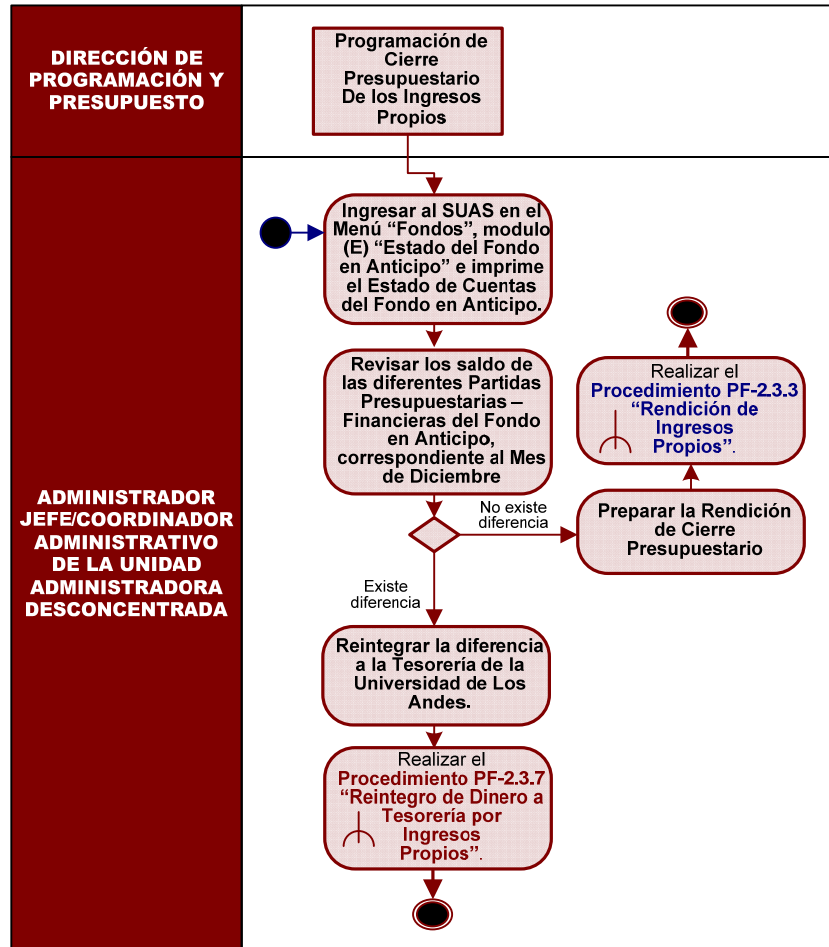 DIRECCIÓN DE
PROGRAMACIÓN Y
PRESUPUESTO
Programación de
Cierre
Presupuestario
De los Ingresos
Propios
ADMINISTRADOR
JEFE/COORDINADOR
ADMINISTRATIVO
DE LA UNIDAD
ADMINISTRADORA
DESCONCENTRADA
Ingresar al SUAS en el
Menú “Fondos”, modulo
(E) “Estado del Fondo
en Anticipo” e imprime
el Estado de Cuentas
del Fondo en Anticipo.
Revisar los saldo de
las diferentes Partidas
Presupuestarias –
Financieras del Fondo
en Anticipo,
correspondiente al Mes
de Diciembre
No existe
diferencia
Preparar la Rendición
de Cierre
Presupuestario
Realizar el
Procedimiento PF-2.3.3
“Rendición de
Ingresos
Propios”.
Existe
diferencia
Reintegrar la diferencia
a la Tesorería de la
Universidad de Los
Andes.
Realizar el
Procedimiento PF-2.3.7
“Reintegro de Dinero a
Tesorería por
Ingresos
Propios”.